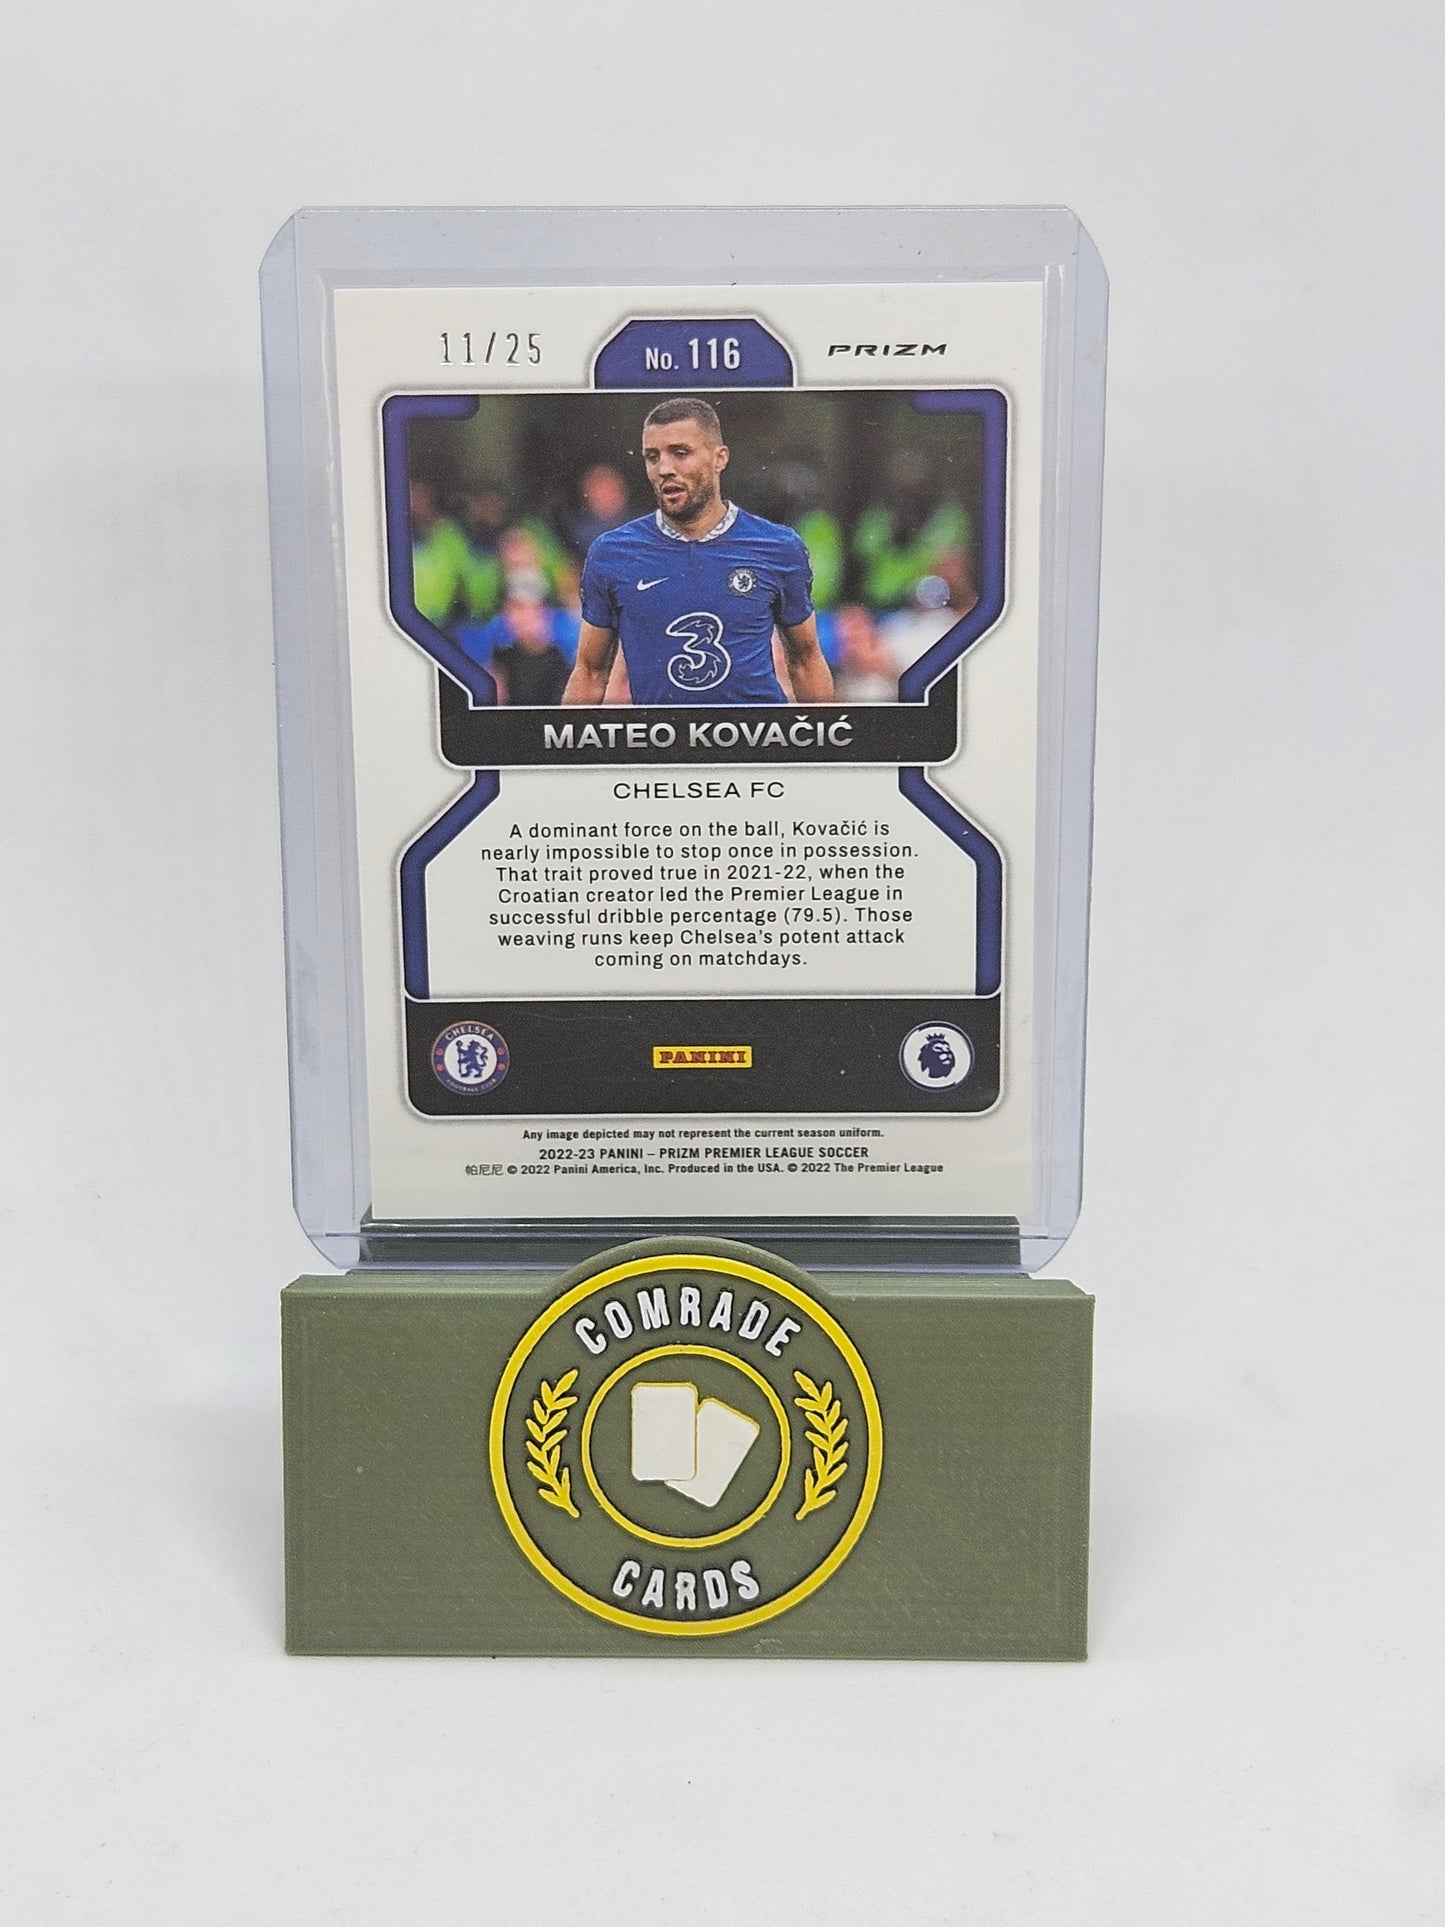 11/25
No. 116
PRIZM
3
MATEO KOVAČIĆ
CHELSEA FC
A dominant force on the ball, Kovačić is
nearly impossible to stop once in possession.
That trait proved true in 2021-22, when the
Croatian creator led the Premier League in
successful dribble percentage (79.5). Those
weaving runs keep Chelsea's potent attack
coming on matchdays.
CHELSEA
FOOTBALL CLUB
PANINI
Any image depicted may not represent the current season uniform.
2022-23 PANINI – PRIZM PREMIER LEAGUE SOCCER
帕尼尼 © 2022 Panini America, Inc. Produced in the USA. © 2022 The Premier League
COMRADE
CARDS